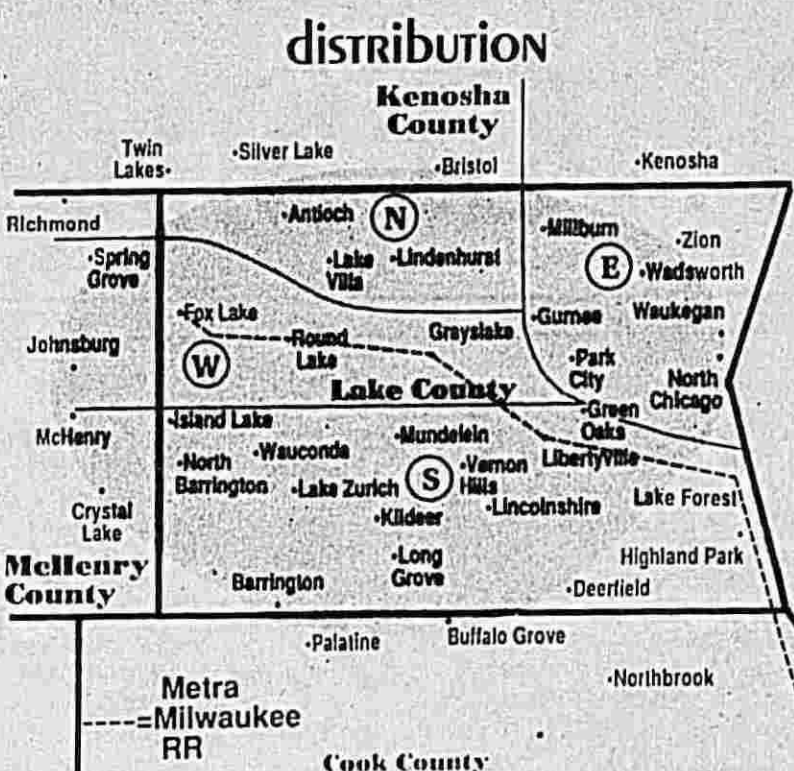 distribution
Kenosha
County
Twin
Lakes
Silver Lake
Bristol
Kenosha
Richmond
Antioch
N
Millburn
Zion
Spring
Grove
Lake
Villa
Lindenhurst
E
Wadsworth
Fox Lake
Round
Lake
Grayslake
Gurnee
Waukegan
Johnsburg
W
Park
City
North
Chicago
Lake County
McHenry
Island Lake
Green
Oaks
Mundelein
Wauconda
North
Barrington
Lake Zurich
S
Vernon
Hills
Libertyville
Lincolnshire
Lake Forest
Crystal
Lake
Kildeer
Long
Grove
Highland Park
McHenry
County
Barrington
Deerfield
Palatine
Buffalo Grove
Northbrook
Metra
----=Milwaukee
RR
Cook County